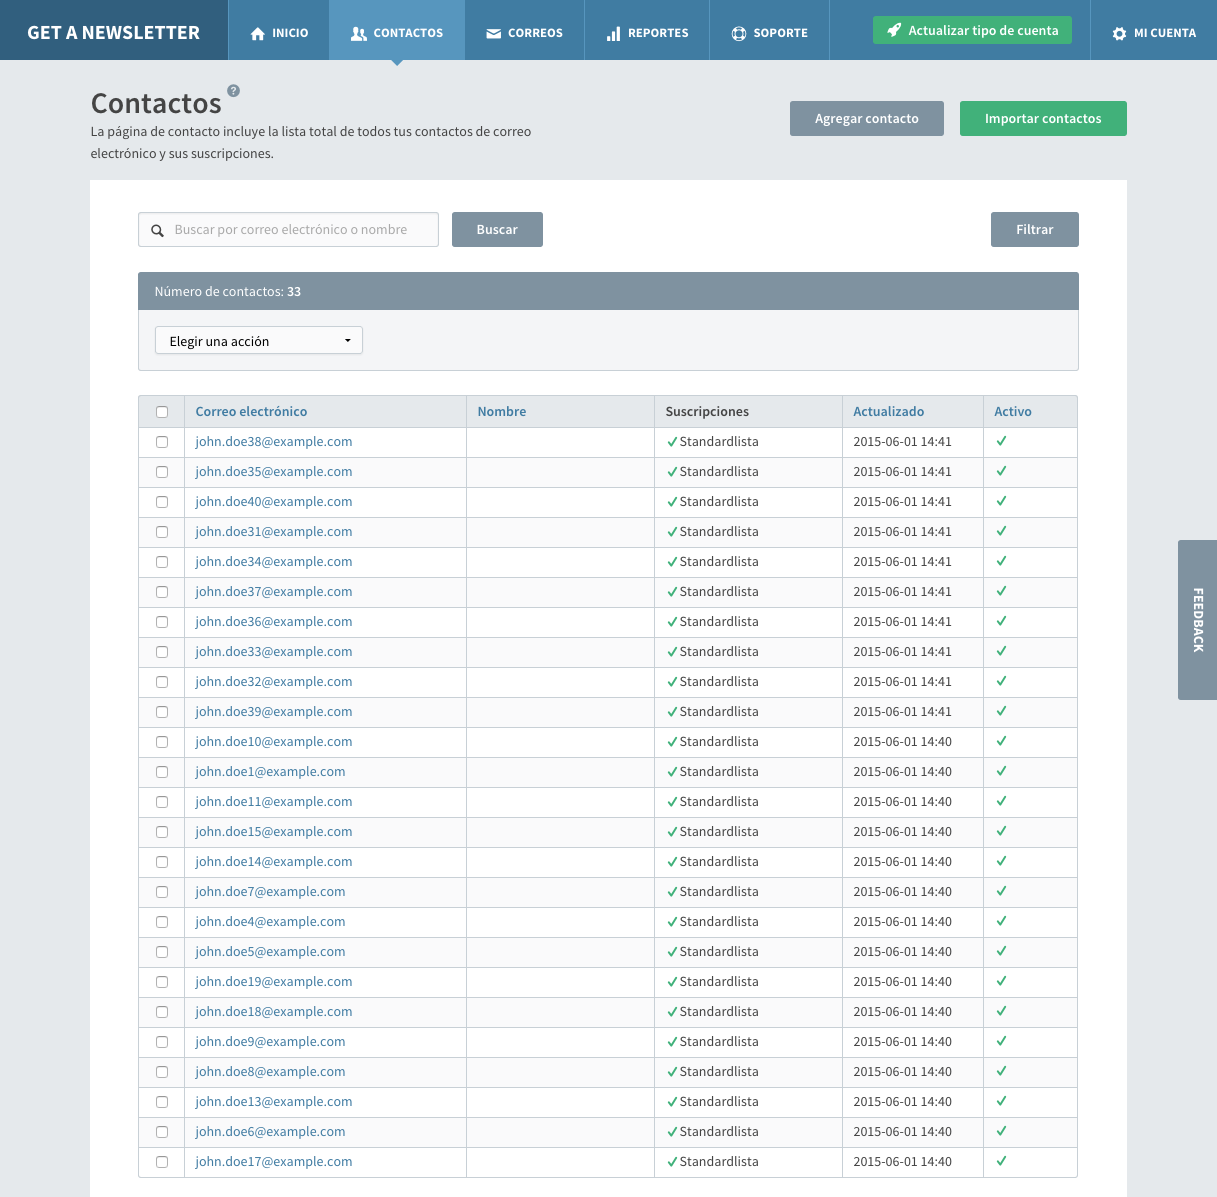 GET A NEWSLETTER
INICIO
CONTACTOS
CORREOS
REPORTES
SOPORTE
Actualizar tipo de cuenta
MI CUENTA
Contactos ?
La página de contacto incluye la lista total de todos tus contactos de correo
electrónico y sus suscripciones.
Agregar contacto
Importar contactos
Buscar por correo electrónico o nombre
Buscar
Filtrar
Número de contactos: 33
Elegir una acción
Correo electrónico Nombre Suscripciones Actualizado Activo
john.doe38@example.com Standardlista 2015-06-01 14:41
john.doe35@example.com Standardlista 2015-06-01 14:41
john.doe40@example.com Standardlista 2015-06-01 14:41
john.doe31@example.com Standardlista 2015-06-01 14:41
john.doe34@example.com Standardlista 2015-06-01 14:41
john.doe37@example.com Standardlista 2015-06-01 14:41
john.doe36@example.com Standardlista 2015-06-01 14:41
john.doe33@example.com Standardlista 2015-06-01 14:41
john.doe32@example.com Standardlista 2015-06-01 14:41
john.doe39@example.com Standardlista 2015-06-01 14:41
john.doe10@example.com Standardlista 2015-06-01 14:40
john.doe1@example.com Standardlista 2015-06-01 14:40
john.doe11@example.com Standardlista 2015-06-01 14:40
john.doe15@example.com Standardlista 2015-06-01 14:40
john.doe14@example.com Standardlista 2015-06-01 14:40
john.doe7@example.com Standardlista 2015-06-01 14:40
john.doe4@example.com Standardlista 2015-06-01 14:40
john.doe5@example.com Standardlista 2015-06-01 14:40
john.doe19@example.com Standardlista 2015-06-01 14:40
john.doe18@example.com Standardlista 2015-06-01 14:40
john.doe9@example.com Standardlista 2015-06-01 14:40
john.doe8@example.com Standardlista 2015-06-01 14:40
john.doe13@example.com Standardlista 2015-06-01 14:40
john.doe6@example.com Standardlista 2015-06-01 14:40
john.doe17@example.com Standardlista 2015-06-01 14:40
FEEDBACK